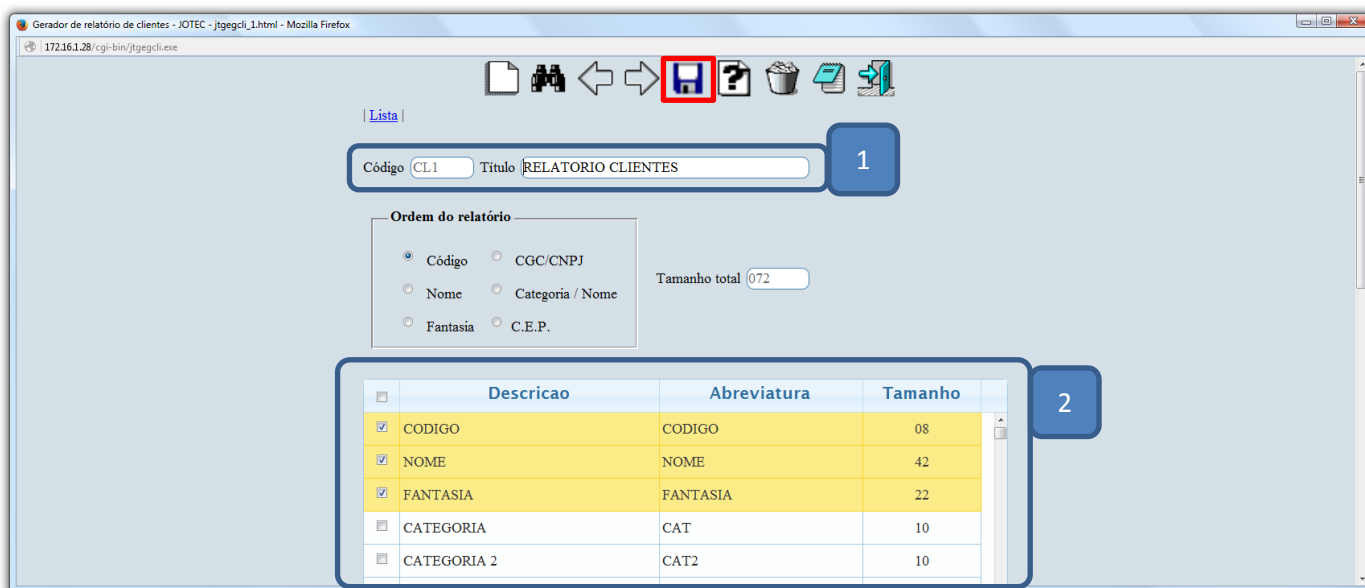 Gerador de relatório de clientes - JOTEC - jtgegcli_1.html - Mozilla Firefox
172.16.1.28/cgi-bin/jtgegcli.exe
| Lista |
Código CL1 Título RELATORIO CLIENTES
1
Ordem do relatório
Código CGC/CNPJ
Nome Categoria / Nome
Fantasia C.E.P.
Tamanho total 072
Descricao Abreviatura Tamanho
2
CODIGO CODIGO 08
NOME NOME 42
FANTASIA FANTASIA 22
CATEGORIA CAT 10
CATEGORIA 2 CAT2 10